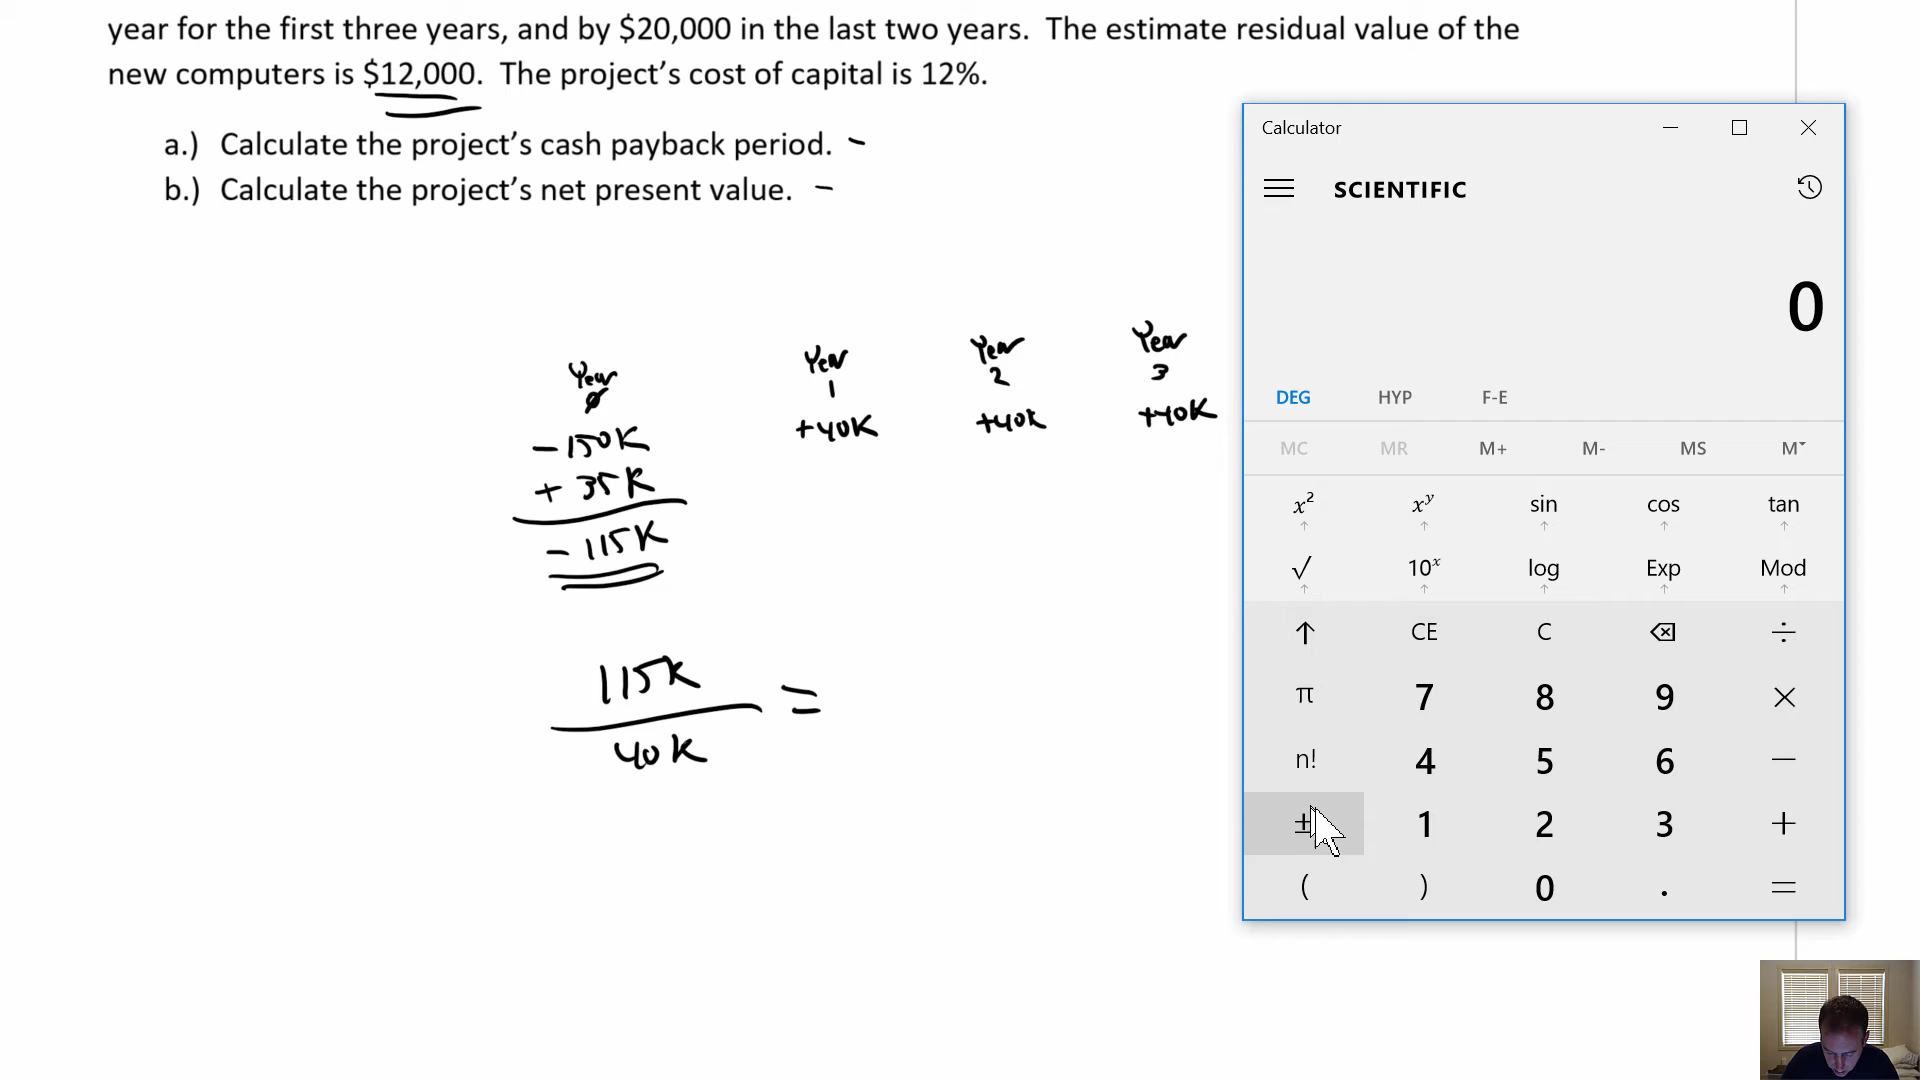 year for the first three years, and by $20,000 in the last two years. The estimate residual value of the
new computers is $12,000. The project's cost of capital is 12%.
a.) Calculate the project's cash payback period. –
b.) Calculate the project's net present value. –
Year 0
-150K
+ 35K
- 115K
Year 1
+40K
Year 2
+40K
Year 3
+40K
115K
40K
=
Calculator
SCIENTIFIC
0
DEG HYP F-E
MC MR M+ M- MS M˅
x² xʸ sin cos tan
√ 10ˣ log Exp Mod
↑ CE C ⌫ ÷
π 7 8 9 ×
n! 4 5 6 −
± 1 2 3 +
( ) 0 . =